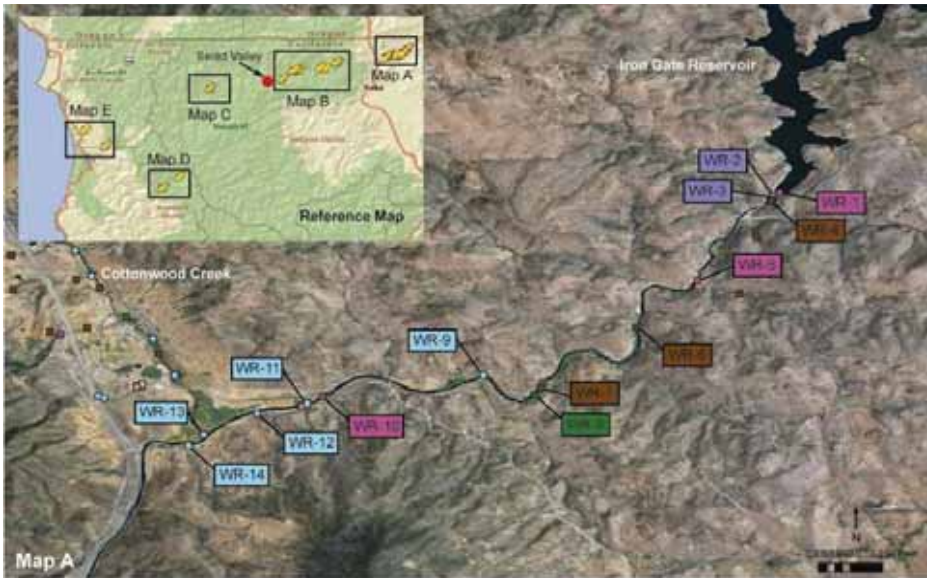 Seiad Valley
Map A
Map B
Map C
Map E
Map D
Reference Map
Iron Gate Reservoir
WR-2
WR-3
WR-1
WR-4
Cottonwood Creek
WR-5
WR-9
WR-6
WR-11
WR-7
WR-13
WR-10
WR-8
WR-12
WR-14
N
Map A